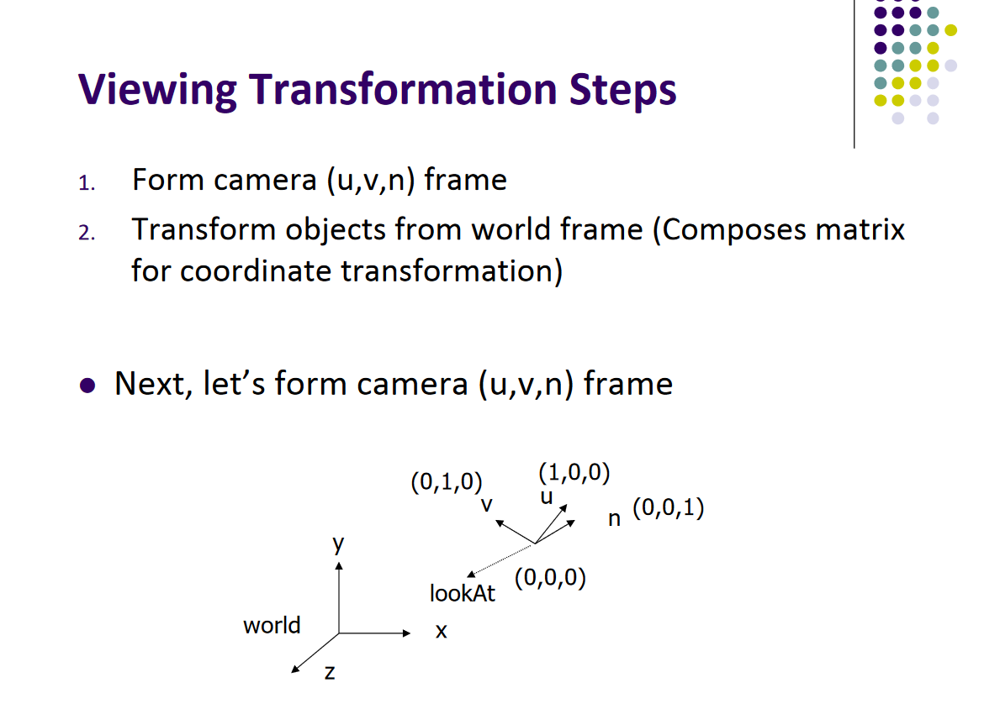 Viewing Transformation Steps
1. Form camera (u,v,n) frame
2. Transform objects from world frame (Composes matrix
for coordinate transformation)
● Next, let’s form camera (u,v,n) frame
(0,1,0)
v
(1,0,0)
u
n
(0,0,1)
(0,0,0)
lookAt
y
world
x
z